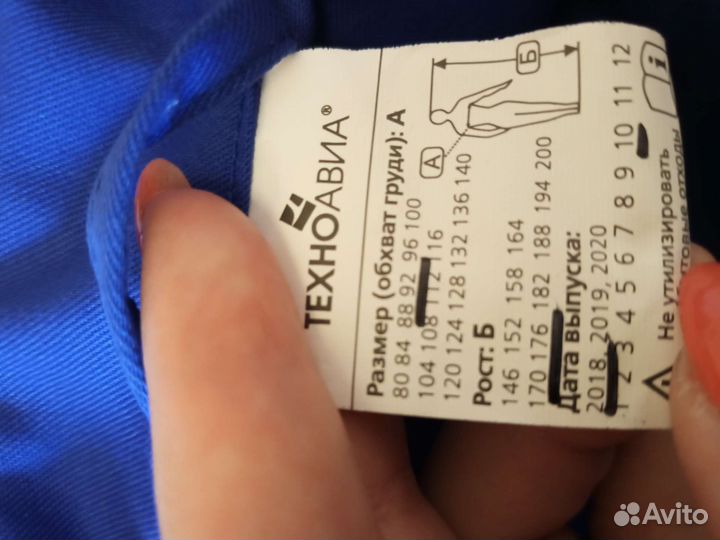 ТЕХНОАВИА®
Размер (обхват груди): А
80 84 88 92 96 100
104 108 112 116
120 124 128 132 136 140
Рост: Б
146 152 158 164
170 176 182 188 194 200
Дата выпуска:
2018, 2019, 2020
1 2 3 4 5 6 7 8 9 10 11 12
Не утилизировать
отходы
А
Б
i
Avito